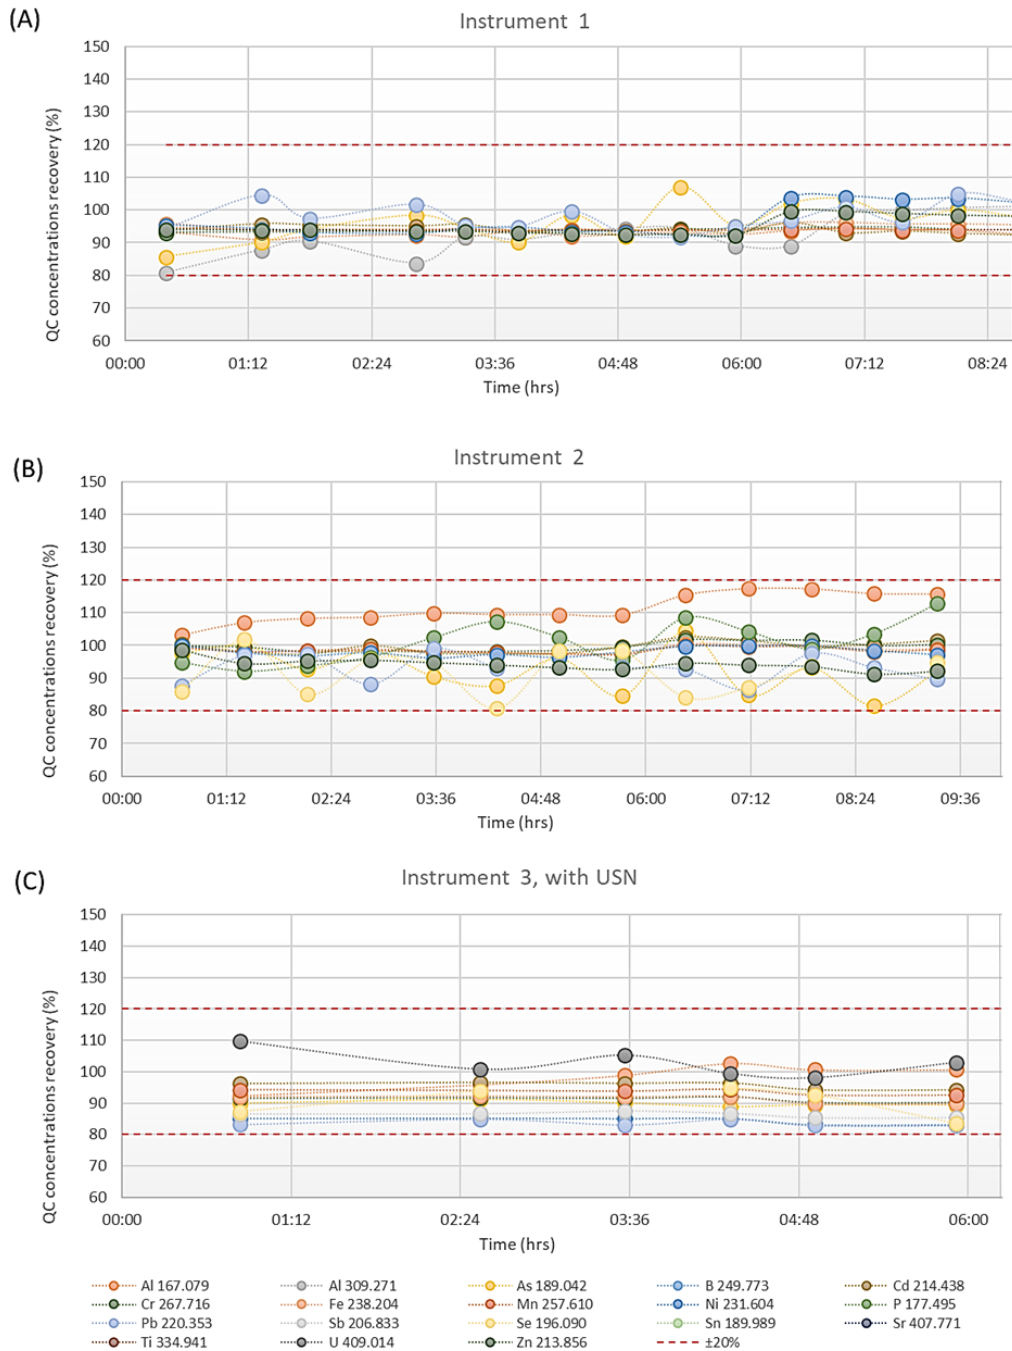 (A)
Instrument 1
QC concentrations recovery (%)
150
140
130
120
110
100
90
80
70
60
00:00 01:12 02:24 03:36 04:48 06:00 07:12 08:24
Time (hrs)
(B)
Instrument 2
QC concentrations recovery (%)
150
140
130
120
110
100
90
80
70
60
00:00 01:12 02:24 03:36 04:48 06:00 07:12 08:24 09:36
Time (hrs)
(C)
Instrument 3, with USN
QC concentrations recovery (%)
150
140
130
120
110
100
90
80
70
60
00:00 01:12 02:24 03:36 04:48 06:00
Time (hrs)
Al 167.079 Al 309.271 As 189.042 B 249.773 Cd 214.438
Cr 267.716 Fe 238.204 Mn 257.610 Ni 231.604 P 177.495
Pb 220.353 Sb 206.833 Se 196.090 Sn 189.989 Sr 407.771
Ti 334.941 U 409.014 Zn 213.856 ±20%